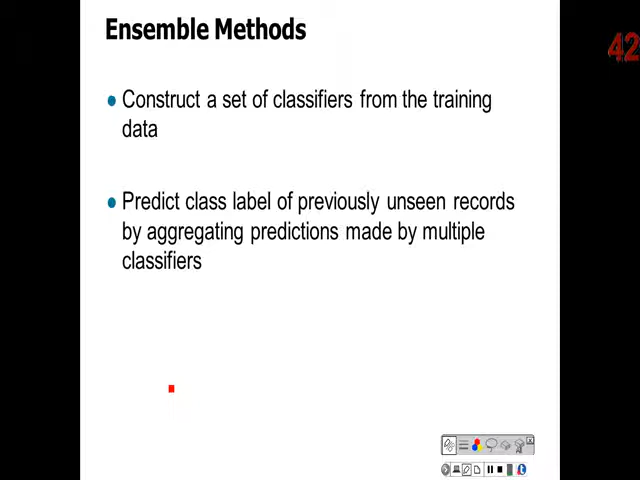 Ensemble Methods
42
Construct a set of classifiers from the training
data
Predict class label of previously unseen records
by aggregating predictions made by multiple
classifiers